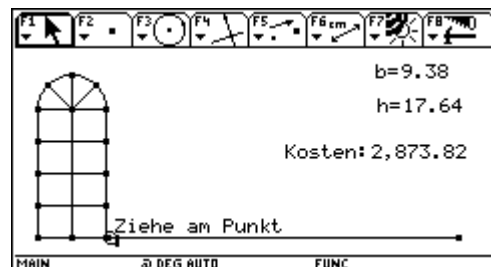 F1 F2 F3 F4 F5 F6 cm F7 F8
b=9.38
h=17.64
Kosten: 2,873.82
Ziehe am Punkt
MAIN DEG AUTO FUNC